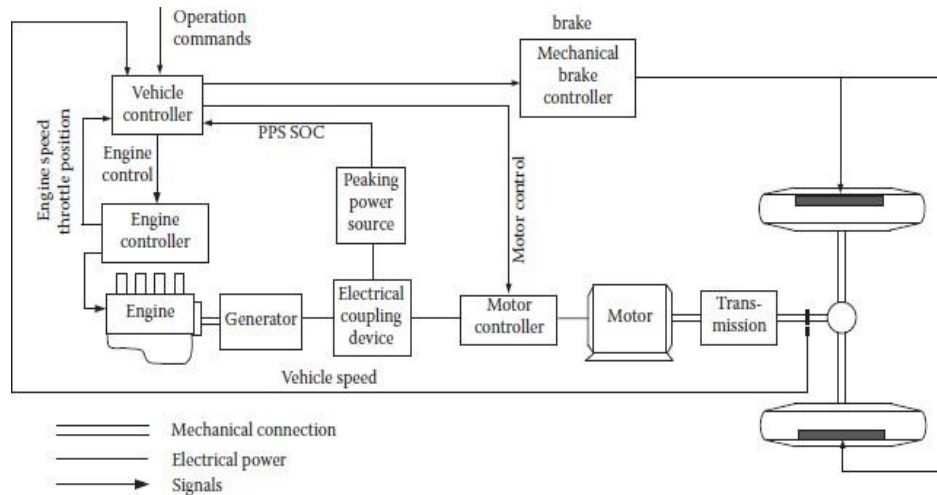 Operation
commands
brake
Mechanical
brake
controller
Vehicle
controller
PPS SOC
Engine speed
throttle position
Engine
control
Motor control
Peaking
power
source
Engine
controller
Engine
Generator
Electrical
coupling
device
Motor
controller
Motor
Trans-
mission
Vehicle speed
Mechanical connection
Electrical power
Signals